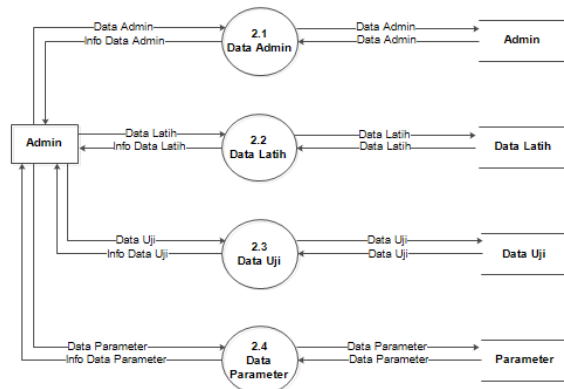 Data Admin
Info Data Admin
2.1
Data Admin
Data Admin
Data Admin
Admin
Admin
Data Latih
Info Data Latih
2.2
Data Latih
Data Latih
Data Latih
Data Latih
Data Uji
Info Data Uji
2.3
Data Uji
Data Uji
Data Uji
Data Uji
Data Parameter
Info Data Parameter
2.4
Data
Parameter
Data Parameter
Data Parameter
Parameter